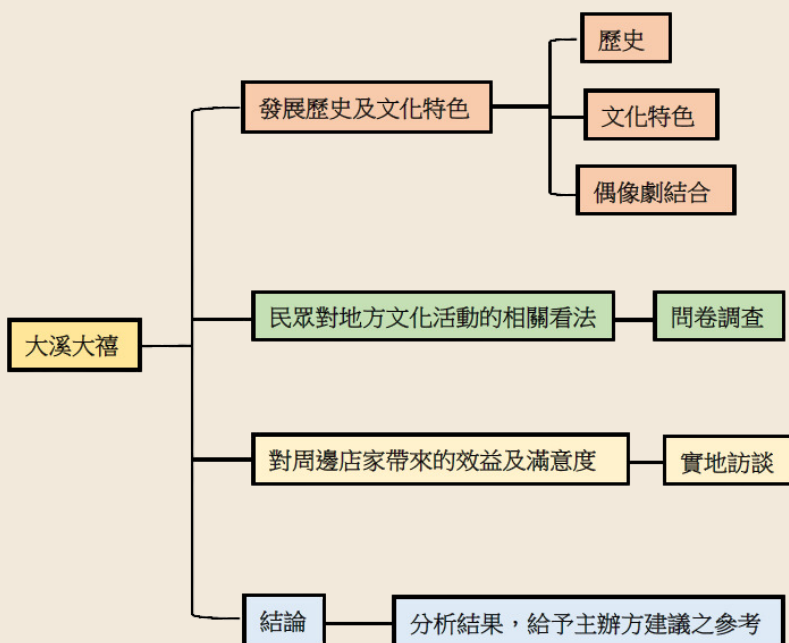 大溪大禧
發展歷史及文化特色
歷史
文化特色
偶像劇結合
民眾對地方文化活動的相關看法
問卷調查
對周邊店家帶來的效益及滿意度
實地訪談
結論
分析結果，給予主辦方建議之參考